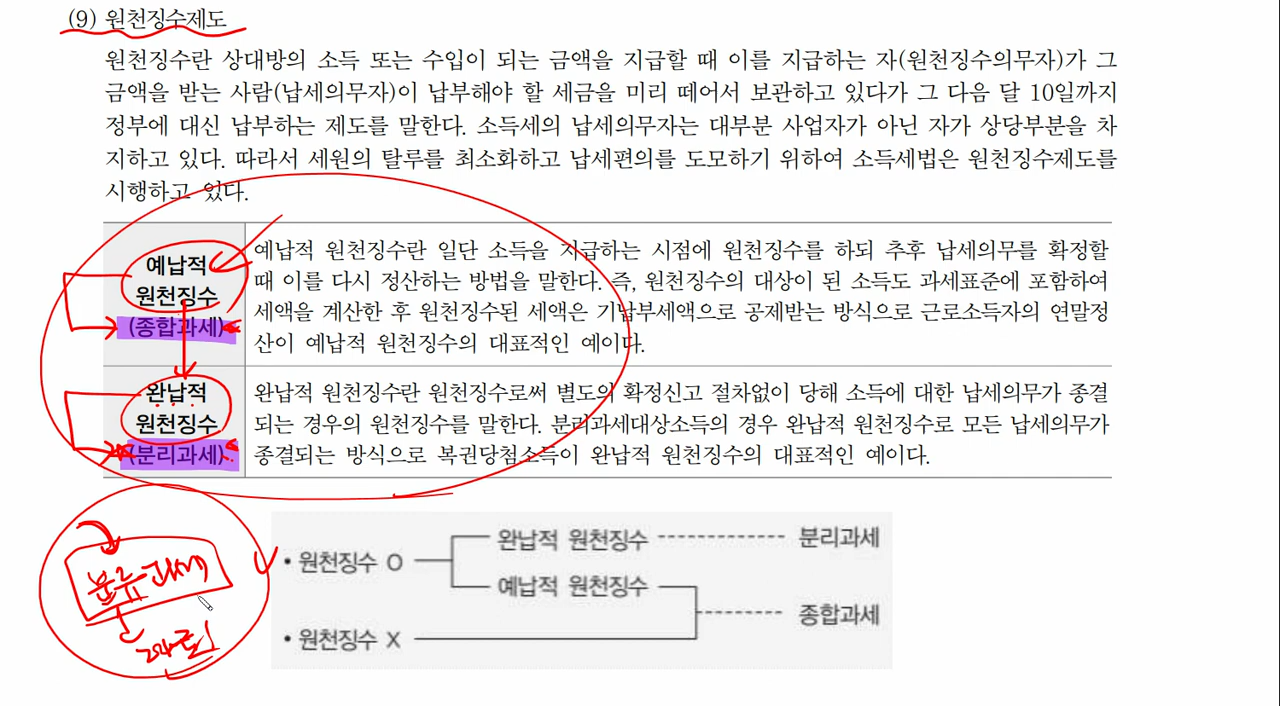 (9) 원천징수제도
원천징수란 상대방의 소득 또는 수입이 되는 금액을 지급할 때 이를 지급하는 자(원천징수의무자)가 그
금액을 받는 사람(납세의무자)이 납부해야 할 세금을 미리 떼어서 보관하고 있다가 그 다음 달 10일까지
정부에 대신 납부하는 제도를 말한다. 소득세의 납세의무자는 대부분 사업자가 아닌 자가 상당부분을 차
지하고 있다. 따라서 세원의 탈루를 최소화하고 납세편의를 도모하기 위하여 소득세법은 원천징수제도를
시행하고 있다.
예납적
원천징수
(종합과세)
예납적 원천징수란 일단 소득을 지급하는 시점에 원천징수를 하되 추후 납세의무를 확정할
때 이를 다시 정산하는 방법을 말한다. 즉, 원천징수의 대상이 된 소득도 과세표준에 포함하여
세액을 계산한 후 원천징수된 세액은 기납부세액으로 공제받는 방식으로 근로소득자의 연말정
산이 예납적 원천징수의 대표적인 예이다.
완납적
원천징수
(분리과세)
완납적 원천징수란 원천징수로써 별도의 확정신고 절차없이 당해 소득에 대한 납세의무가 종결
되는 경우의 원천징수를 말한다. 분리과세대상소득의 경우 완납적 원천징수로 모든 납세의무가
종결되는 방식으로 복권당첨소득이 완납적 원천징수의 대표적인 예이다.
분류과세
• 원천징수 O
완납적 원천징수
분리과세
예납적 원천징수
종합과세
• 원천징수 X